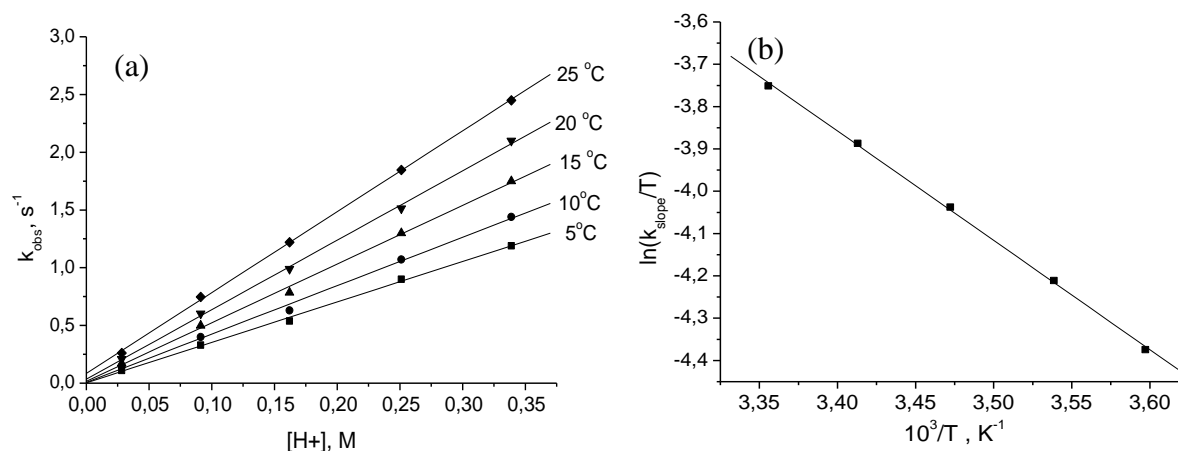 (a)
3,0
2,5
2,0
1,5
1,0
0,5
0,0
k_obs, s^-1
0,00 0,05 0,10 0,15 0,20 0,25 0,30 0,35
[H+], M
25 °C
20 °C
15 °C
10°C
5°C
(b)
-3,5
-3,6
-3,7
-3,8
-3,9
-4,0
-4,1
-4,2
-4,3
-4,4
ln(k_slope/T)
3,35 3,40 3,45 3,50 3,55 3,60
10^3/T , K^-1